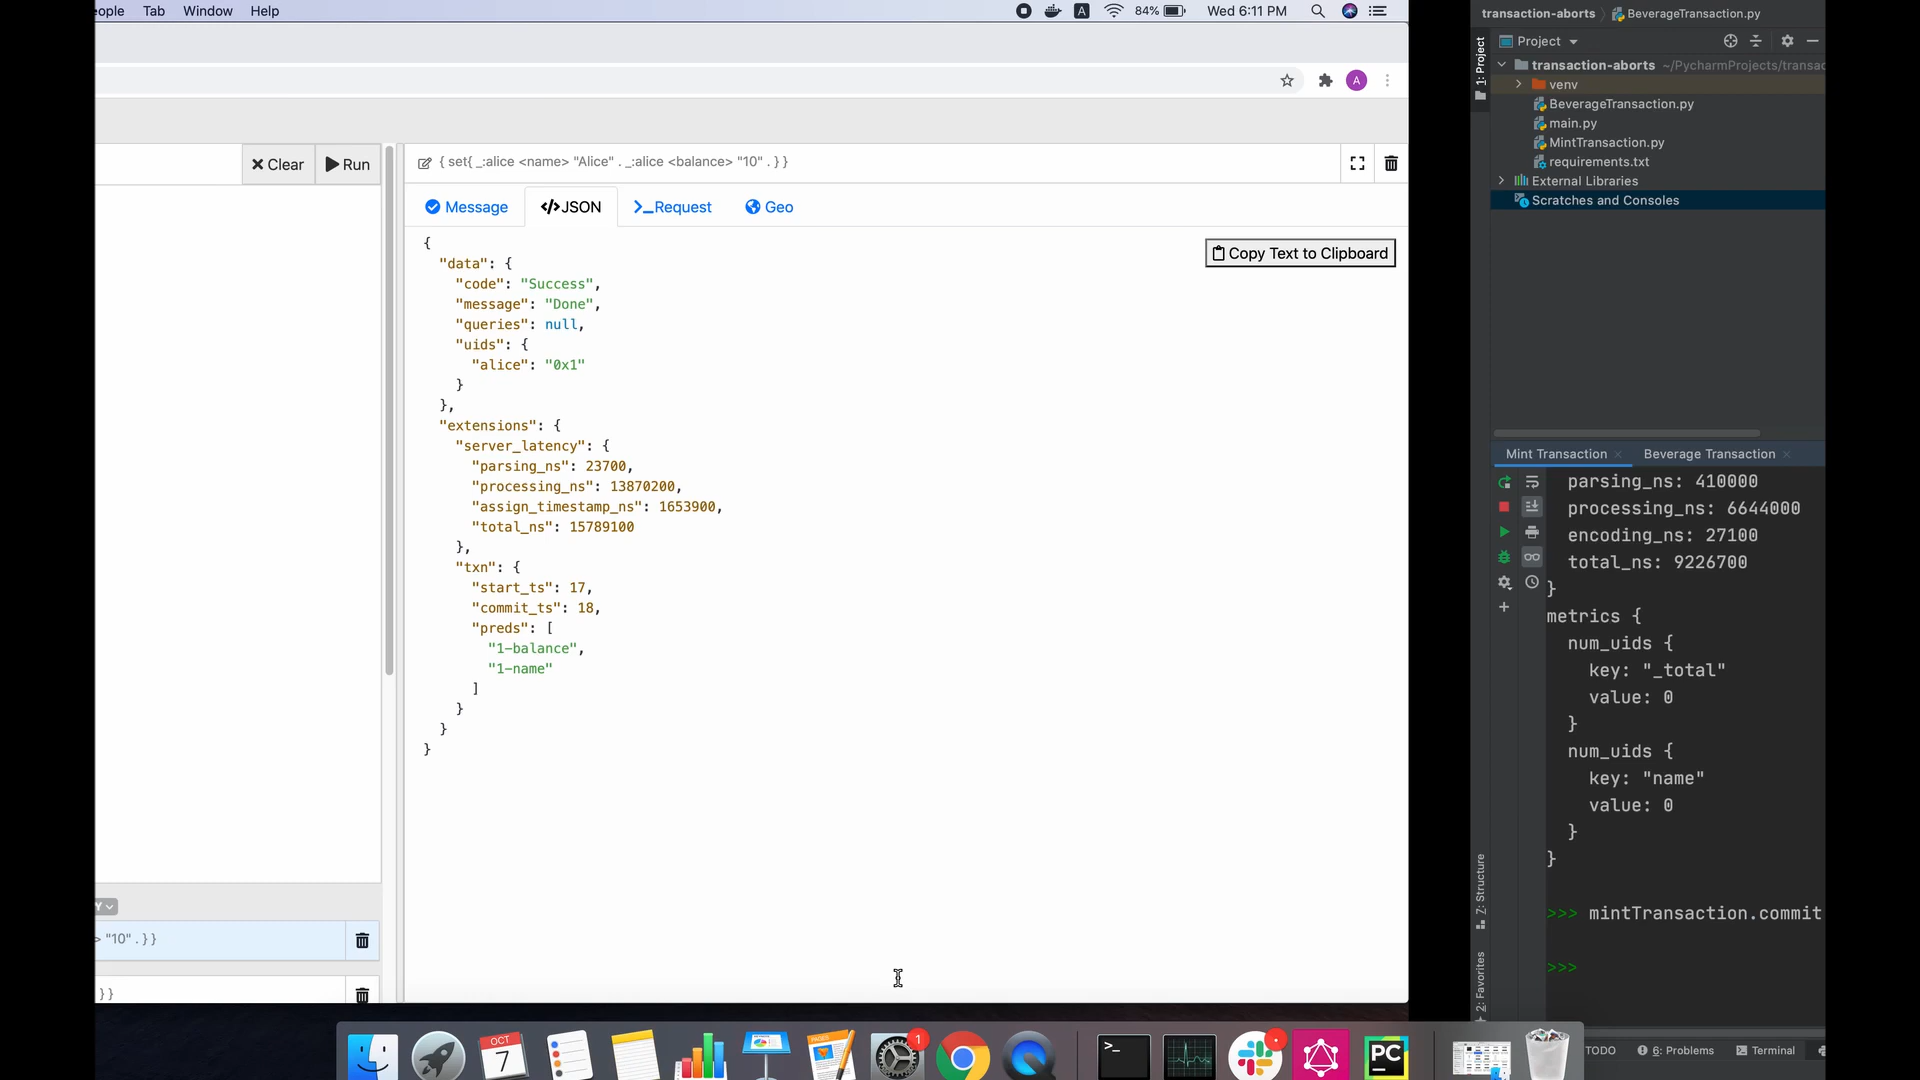 Tab Window Help
84%
Wed 6:11 PM
A
Clear
Run
{ set{ _:alice <name> "Alice" . _:alice <balance> "10" . } }
Message
JSON
Request
Geo
Copy Text to Clipboard
{
"data": {
"code": "Success",
"message": "Done",
"queries": null,
"uids": {
"alice": "0x1"
}
},
"extensions": {
"server_latency": {
"parsing_ns": 23700,
"processing_ns": 13870200,
"assign_timestamp_ns": 1653900,
"total_ns": 15789100
},
"txn": {
"start_ts": 17,
"commit_ts": 18,
"preds": [
"1-balance",
"1-name"
]
}
}
}
> "10" . } }
} }
OCT
7
1
PAGES
>_
PC
transaction-aborts
BeverageTransaction.py
1: Project
Project
transaction-aborts ~/PycharmProjects/transac
venv
BeverageTransaction.py
main.py
MintTransaction.py
requirements.txt
External Libraries
Scratches and Consoles
Mint Transaction
Beverage Transaction
parsing_ns: 410000
processing_ns: 6644000
encoding_ns: 27100
total_ns: 9226700
}
metrics {
num_uids {
key: "_total"
value: 0
}
num_uids {
key: "name"
value: 0
}
}
>>> mintTransaction.commit
>>>
Z: Structure
2: Favorites
TODO
6: Problems
Terminal